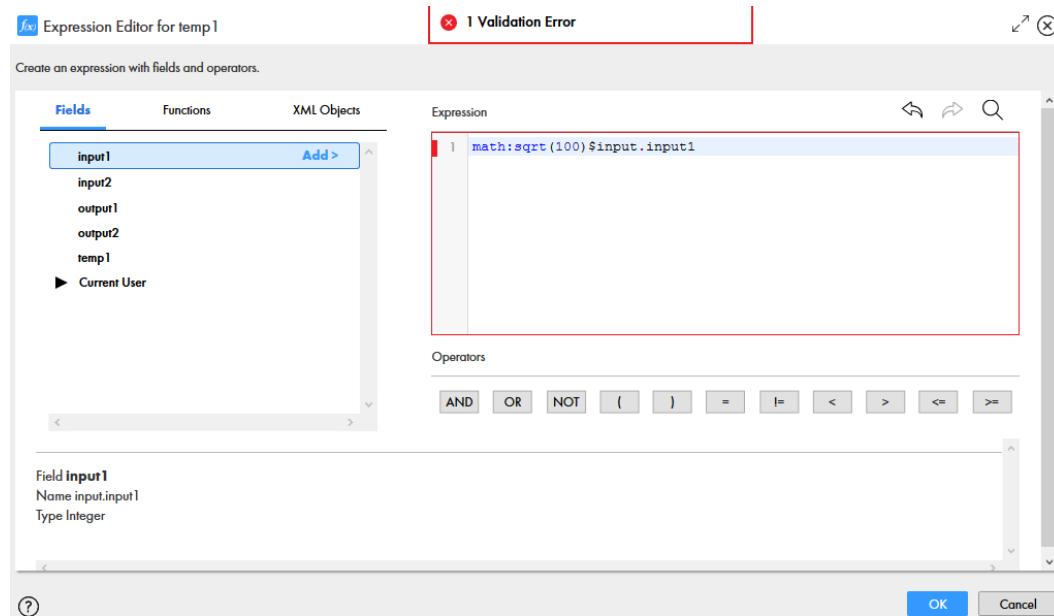 f(x) Expression Editor for temp1
1 Validation Error
Create an expression with fields and operators.
Fields Functions XML Objects
input1 Add >
input2
output1
output2
temp1
Current User
Expression
1 math:sqrt(100)$input.input1
Operators
AND OR NOT ( ) = != < > <= >=
Field input1
Name input.input1
Type Integer
? OK Cancel